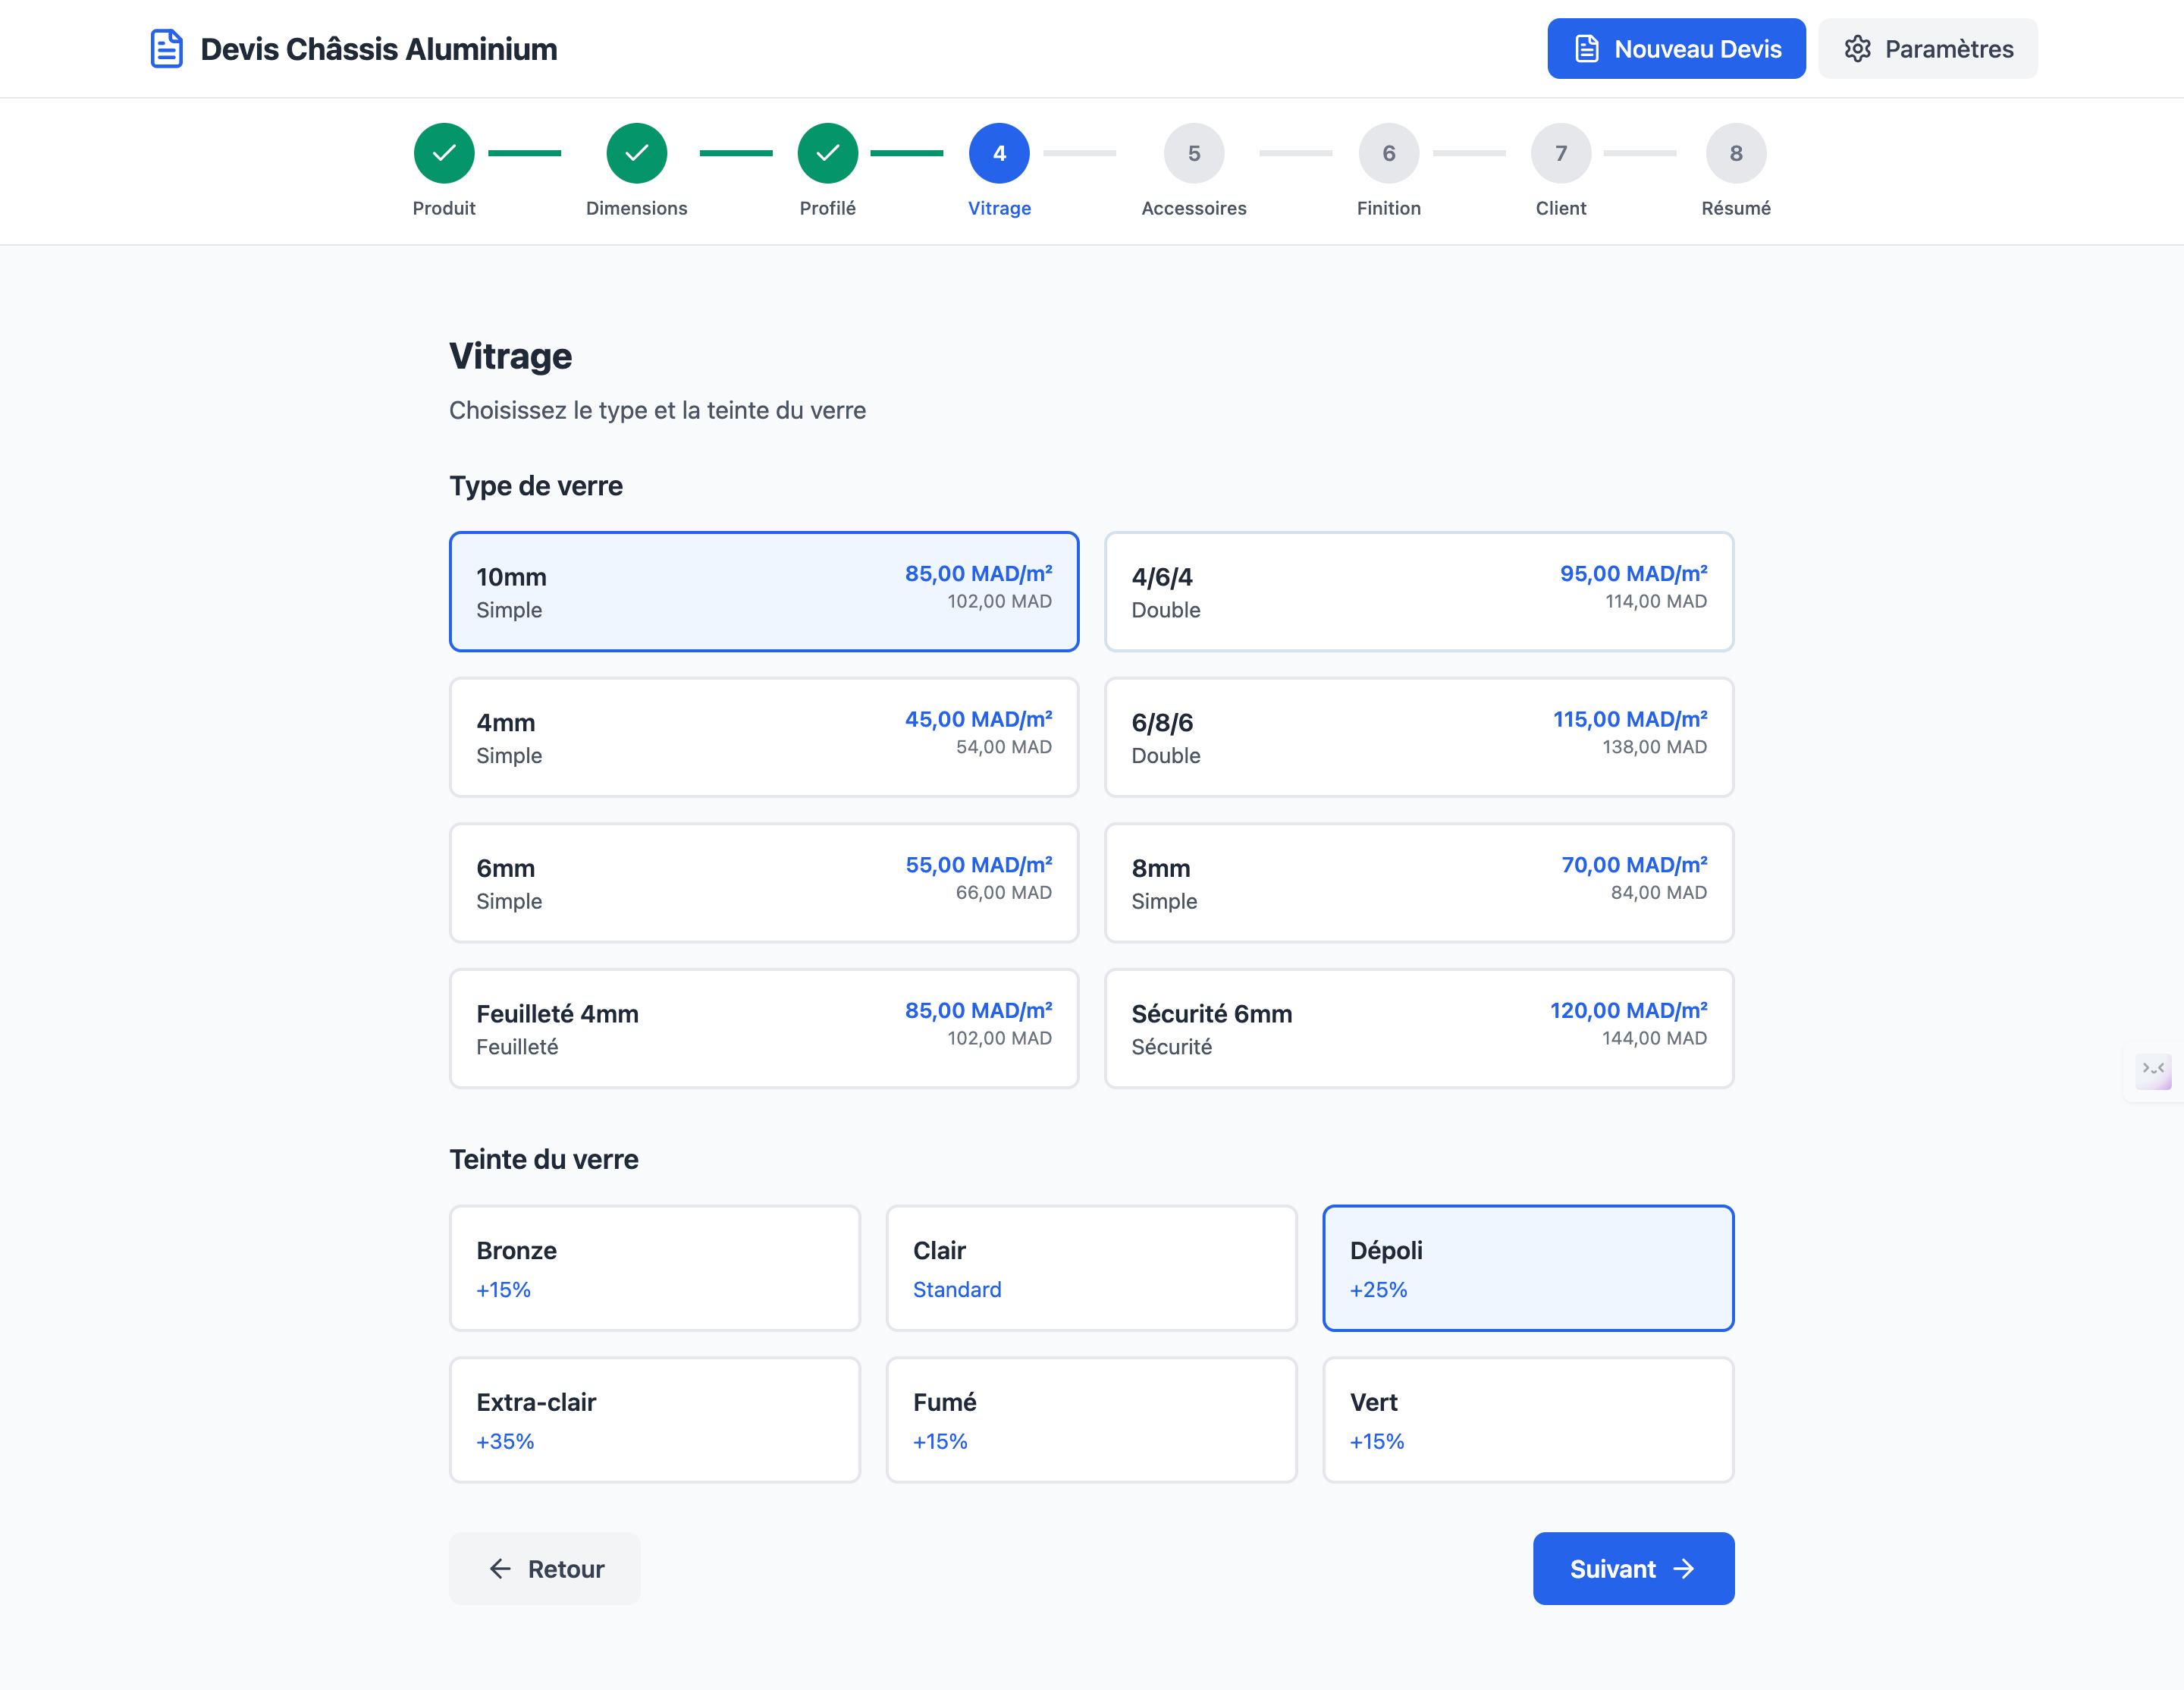 Devis Châssis Aluminium
Nouveau Devis
Paramètres
4
5
6
7
8
Produit
Dimensions
Profilé
Vitrage
Accessoires
Finition
Client
Résumé
Vitrage
Choisissez le type et la teinte du verre
Type de verre
10mm
Simple
85,00 MAD/m²
102,00 MAD
4/6/4
Double
95,00 MAD/m²
114,00 MAD
4mm
Simple
45,00 MAD/m²
54,00 MAD
6/8/6
Double
115,00 MAD/m²
138,00 MAD
6mm
Simple
55,00 MAD/m²
66,00 MAD
8mm
Simple
70,00 MAD/m²
84,00 MAD
Feuilleté 4mm
Feuilleté
85,00 MAD/m²
102,00 MAD
Sécurité 6mm
Sécurité
120,00 MAD/m²
144,00 MAD
Teinte du verre
Bronze
+15%
Clair
Standard
Dépoli
+25%
Extra-clair
+35%
Fumé
+15%
Vert
+15%
Retour
Suivant